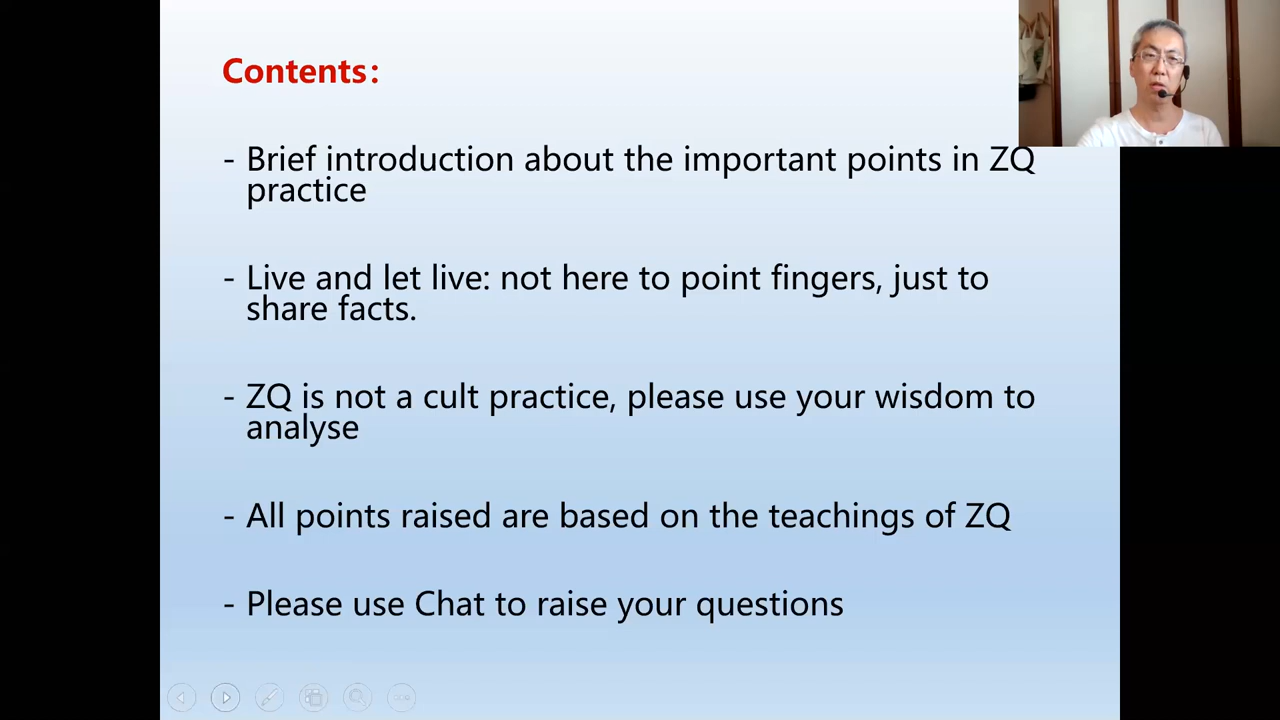 Contents:
- Brief introduction about the important points in ZQ
practice
- Live and let live: not here to point fingers, just to
share facts.
- ZQ is not a cult practice, please use your wisdom to
analyse
- All points raised are based on the teachings of ZQ
- Please use Chat to raise your questions